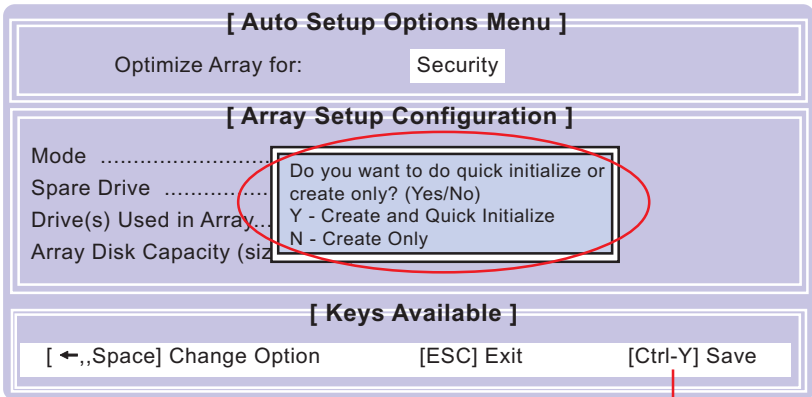 [ Auto Setup Options Menu ]
Optimize Array for: Security
[ Array Setup Configuration ]
Mode ..........................
Spare Drive ................
Drive(s) Used in Array...
Array Disk Capacity (siz
Do you want to do quick initialize or
create only? (Yes/No)
Y - Create and Quick Initialize
N - Create Only
[ Keys Available ]
[ ←,,Space] Change Option [ESC] Exit [Ctrl-Y] Save